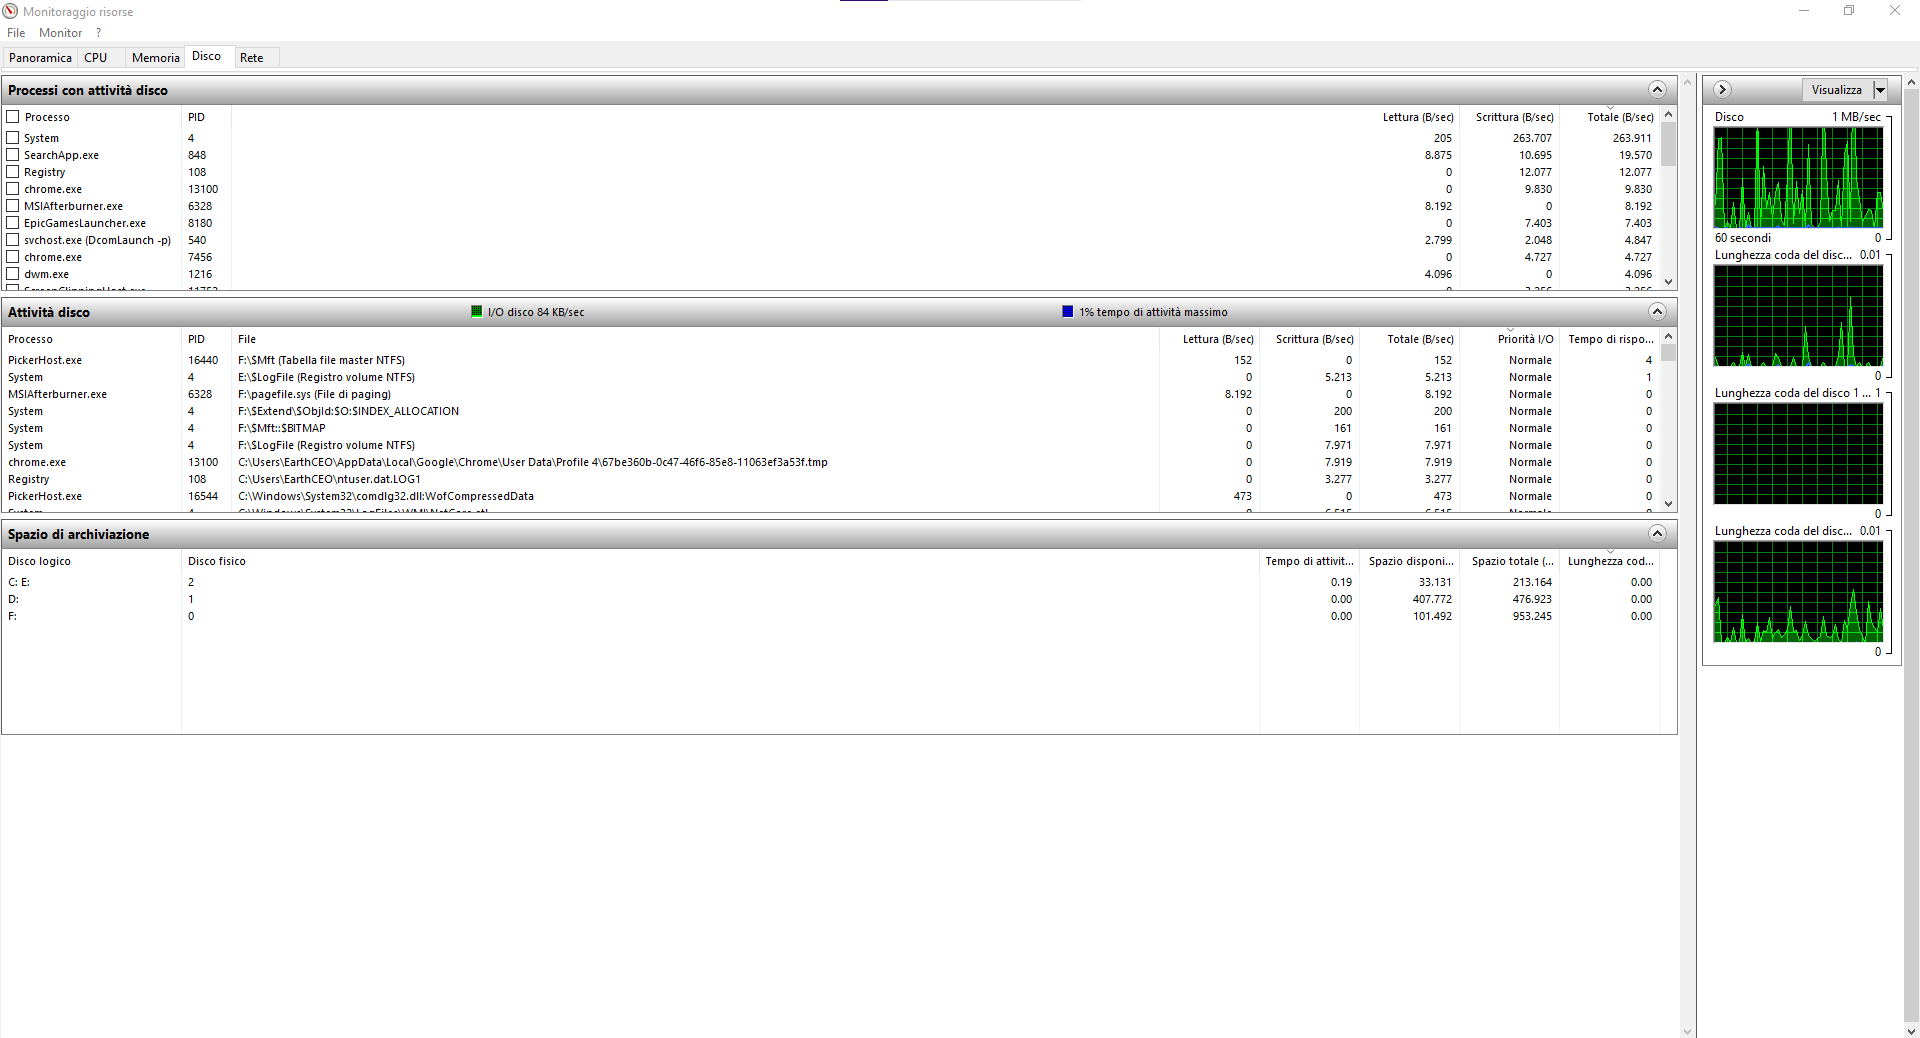 Monitoraggio risorse
File Monitor ?
Panoramica CPU Memoria Disco Rete
Processi con attività disco
Processo PID Lettura (B/sec) Scrittura (B/sec) Totale (B/sec)
System 4 205 263.707 263.911
SearchApp.exe 848 8.875 10.695 19.570
Registry 108 0 12.077 12.077
chrome.exe 13100 0 9.830 9.830
MSIAfterburner.exe 6328 8.192 0 8.192
EpicGamesLauncher.exe 8180 0 7.403 7.403
svchost.exe (DcomLaunch -p) 540 2.799 2.048 4.847
chrome.exe 7456 0 4.727 4.727
dwm.exe 1216 4.096 0 4.096
Attività disco I/O disco 84 KB/sec 1% tempo di attività massimo
Processo PID File Lettura (B/sec) Scrittura (B/sec) Totale (B/sec) Priorità I/O Tempo di rispo...
PickerHost.exe 16440 F:\$Mft (Tabella file master NTFS) 152 0 152 Normale 4
System 4 E:\$LogFile (Registro volume NTFS) 0 5.213 5.213 Normale 1
MSIAfterburner.exe 6328 F:\pagefile.sys (File di paging) 8.192 0 8.192 Normale 0
System 4 F:\$Extend\$ObjId:$O:$INDEX_ALLOCATION 0 200 200 Normale 0
System 4 F:\$Mft::$BITMAP 0 161 161 Normale 0
System 4 F:\$LogFile (Registro volume NTFS) 0 7.971 7.971 Normale 0
chrome.exe 13100 C:\Users\EarthCEO\AppData\Local\Google\Chrome\User Data\Profile 4\67be360b-0c47-46f6-85e8-11063ef3a53f.tmp 0 7.919 7.919 Normale 0
Registry 108 C:\Users\EarthCEO\ntuser.dat.LOG1 0 3.277 3.277 Normale 0
PickerHost.exe 16544 C:\Windows\System32\comdlg32.dll:WofCompressedData 473 0 473 Normale 0
Spazio di archiviazione
Disco logico Disco fisico Tempo di attivit... Spazio disponi... Spazio totale (... Lunghezza cod...
C: E: 2 0.19 33.131 213.164 0.00
D: 1 0.00 407.772 476.923 0.00
F: 0 0.00 101.492 953.245 0.00
Visualizza
Disco 1 MB/sec
60 secondi 0
Lunghezza coda del disc... 0.01
0
Lunghezza coda del disco 1 ... 1
0
Lunghezza coda del disc... 0.01
0